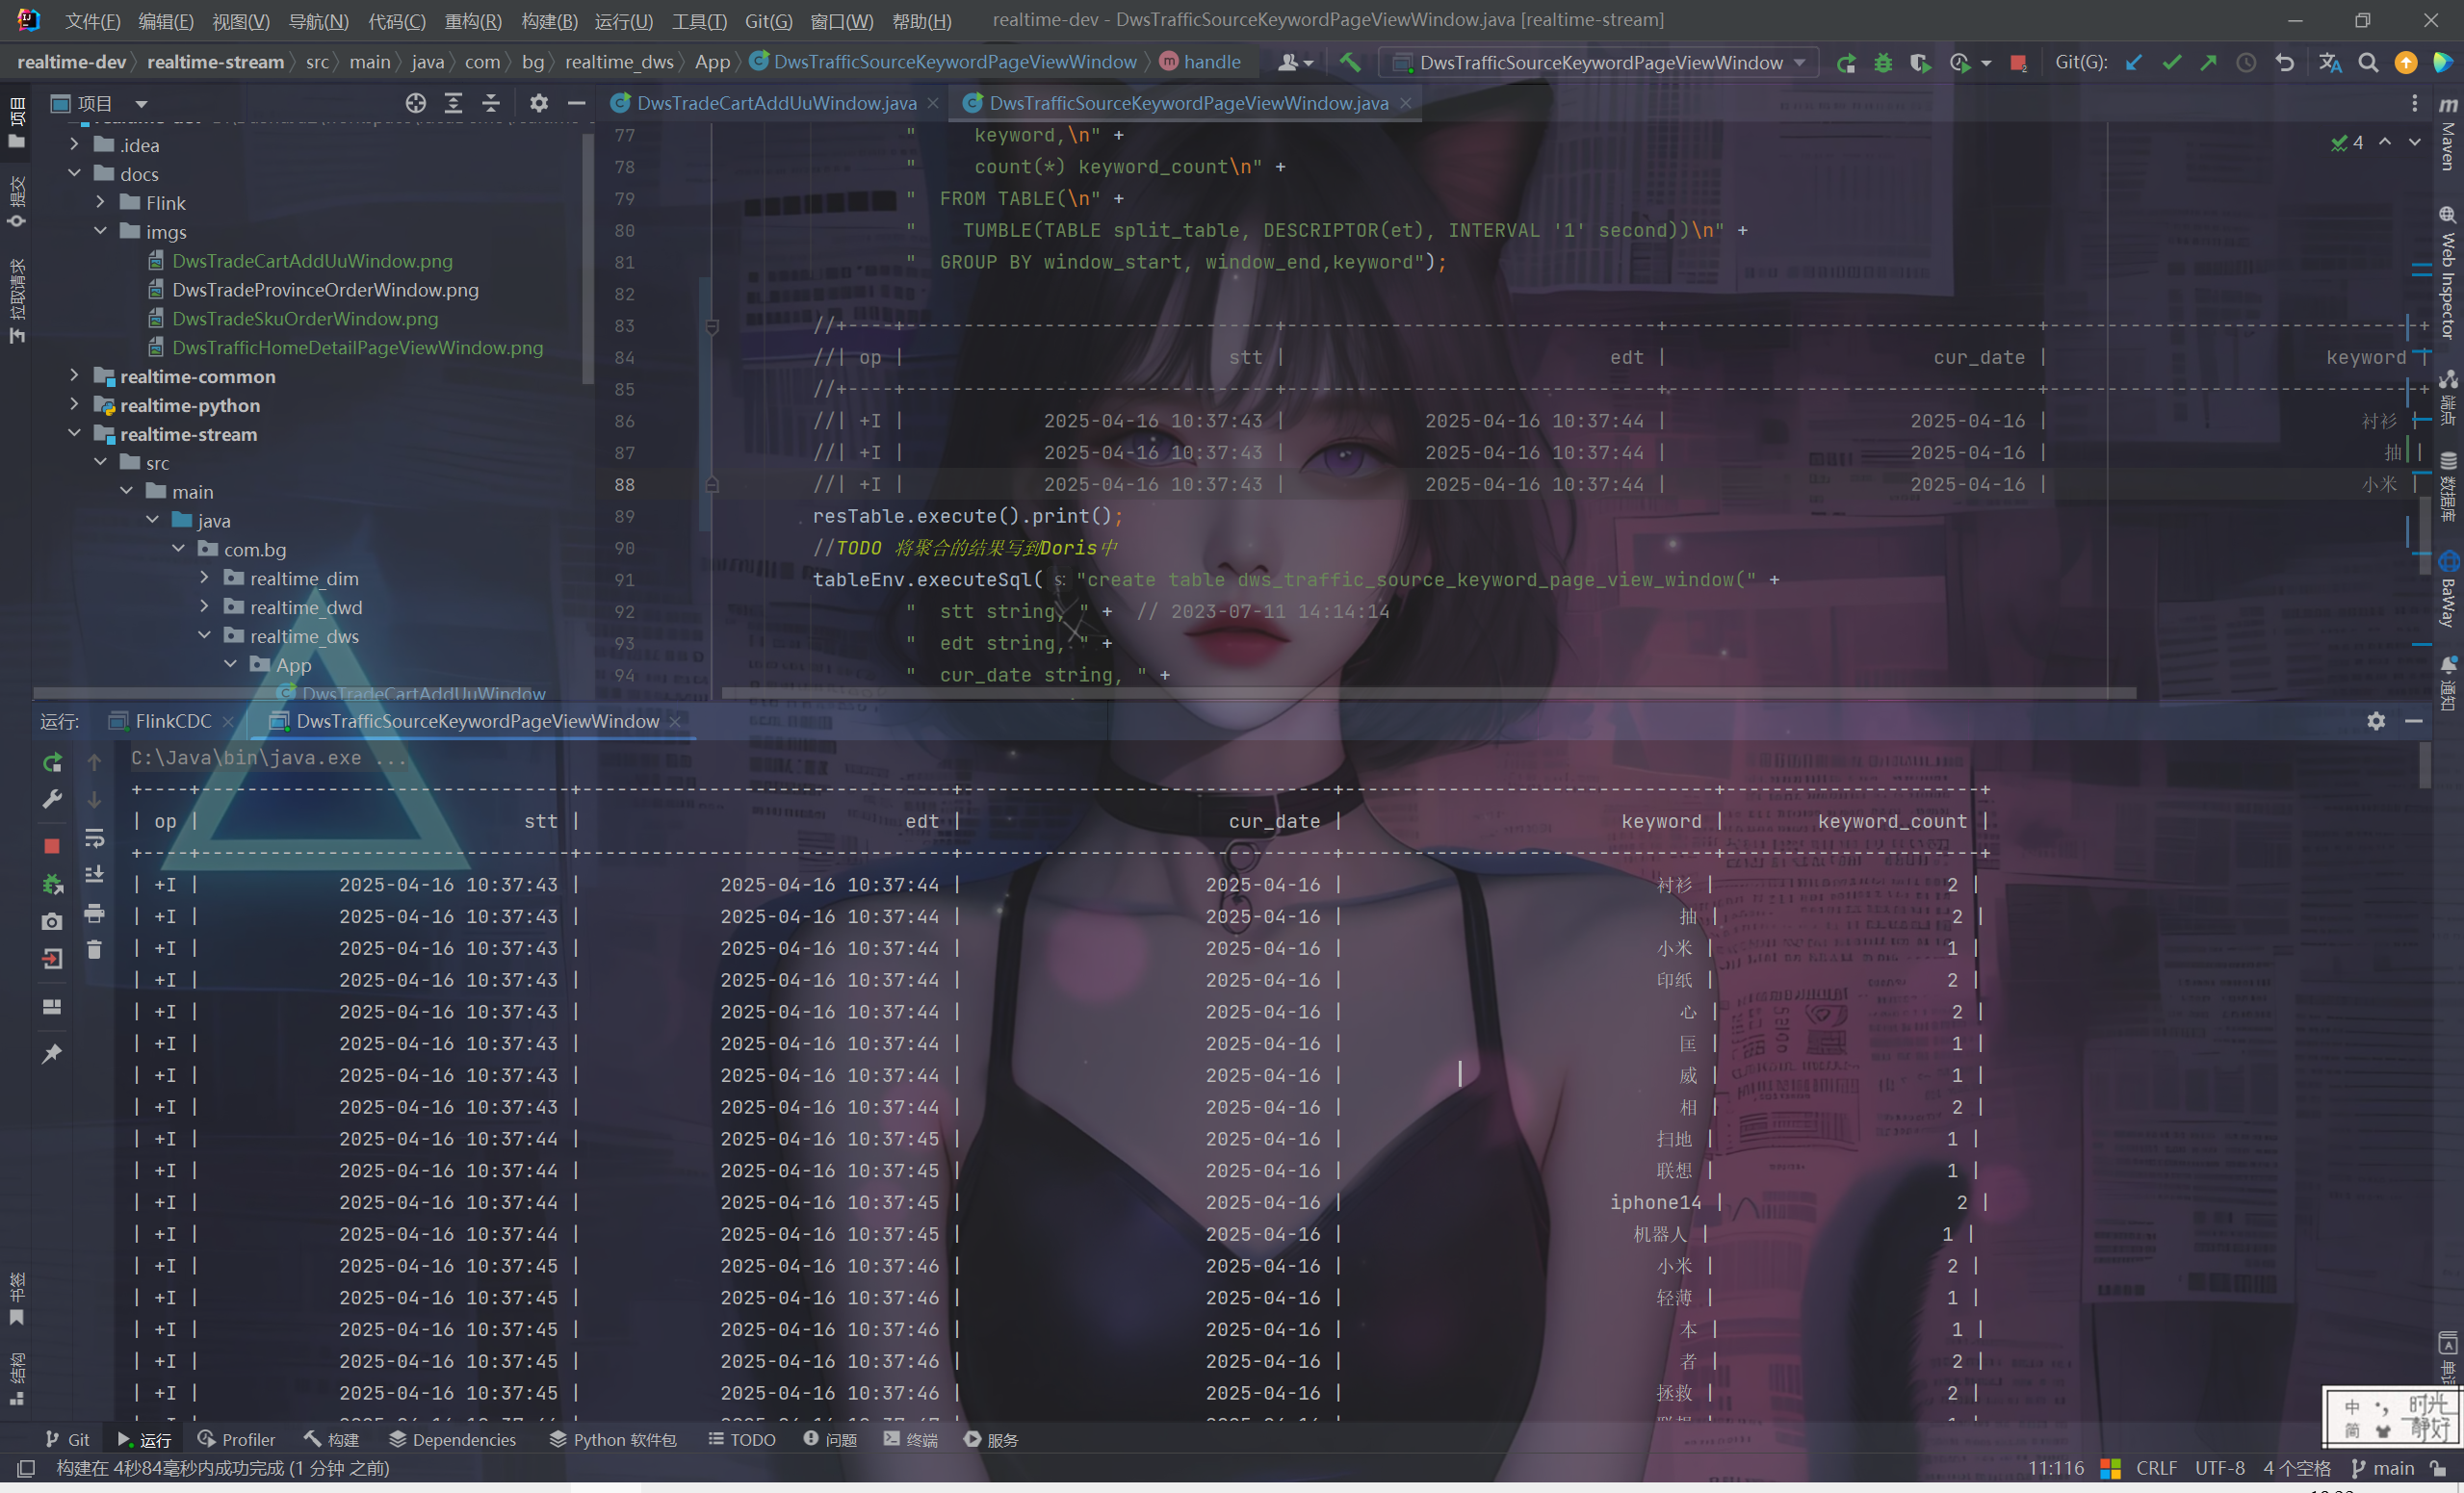 文件(F) 编辑(E) 视图(V) 导航(N) 代码(C) 重构(R) 构建(B) 运行(U) 工具(T) Git(G) 窗口(W) 帮助(H) realtime-dev - DwsTrafficSourceKeywordPageViewWindow.java [realtime-stream]
realtime-dev realtime-stream src main java com bg realtime_dws App DwsTrafficSourceKeywordPageViewWindow handle DwsTrafficSourceKeywordPageViewWindow Git(G):
项目 DwsTradeCartAddUuWindow.java DwsTrafficSourceKeywordPageViewWindow.java
.idea
docs
Flink
imgs
DwsTradeCartAddUuWindow.png
DwsTradeProvinceOrderWindow.png
DwsTradeSkuOrderWindow.png
DwsTrafficHomeDetailPageViewWindow.png
realtime-common
realtime-python
realtime-stream
src
main
java
com.bg
realtime_dim
realtime_dwd
realtime_dws
App
DwsTradeCartAddUuWindow
项目
提交
拉取请求
书签
结构
77 "     keyword,\n" +
78 "     count(*) keyword_count\n" +
79 "  FROM TABLE(\n" +
80 "    TUMBLE(TABLE split_table, DESCRIPTOR(et), INTERVAL '1' second))\n" +
81 "  GROUP BY window_start, window_end,keyword");
82
83 //+----+--------------------------------+--------------------------------+--------------------------------+--------------------------------+
84 //| op | stt | edt | cur_date | keyword |
85 //+----+--------------------------------+--------------------------------+--------------------------------+--------------------------------+
86 //| +I | 2025-04-16 10:37:43 | 2025-04-16 10:37:44 | 2025-04-16 | 衬衫 |
87 //| +I | 2025-04-16 10:37:43 | 2025-04-16 10:37:44 | 2025-04-16 | 抽 |
88 //| +I | 2025-04-16 10:37:43 | 2025-04-16 10:37:44 | 2025-04-16 | 小米 |
89 resTable.execute().print();
90 //TODO 将聚合的结果写到Doris中
91 tableEnv.executeSql( s: "create table dws_traffic_source_keyword_page_view_window(" +
92 "  stt string, " +  // 2023-07-11 14:14:14
93 "  edt string, " +
94 "  cur_date string, " +
4
Maven
Web Inspector
端点
数据库
BaWay
通知
运行: FlinkCDC DwsTrafficSourceKeywordPageViewWindow
C:\Java\bin\java.exe ...
+----+--------------------------------+--------------------------------+--------------------------------+--------------------------------+----------------------+
| op | stt | edt | cur_date | keyword | keyword_count |
+----+--------------------------------+--------------------------------+--------------------------------+--------------------------------+----------------------+
| +I | 2025-04-16 10:37:43 | 2025-04-16 10:37:44 | 2025-04-16 | 衬衫 | 2 |
| +I | 2025-04-16 10:37:43 | 2025-04-16 10:37:44 | 2025-04-16 | 抽 | 2 |
| +I | 2025-04-16 10:37:43 | 2025-04-16 10:37:44 | 2025-04-16 | 小米 | 1 |
| +I | 2025-04-16 10:37:43 | 2025-04-16 10:37:44 | 2025-04-16 | 印纸 | 2 |
| +I | 2025-04-16 10:37:43 | 2025-04-16 10:37:44 | 2025-04-16 | 心 | 2 |
| +I | 2025-04-16 10:37:43 | 2025-04-16 10:37:44 | 2025-04-16 | 匡 | 1 |
| +I | 2025-04-16 10:37:43 | 2025-04-16 10:37:44 | 2025-04-16 | 威 | 1 |
| +I | 2025-04-16 10:37:43 | 2025-04-16 10:37:44 | 2025-04-16 | 相 | 2 |
| +I | 2025-04-16 10:37:44 | 2025-04-16 10:37:45 | 2025-04-16 | 扫地 | 1 |
| +I | 2025-04-16 10:37:44 | 2025-04-16 10:37:45 | 2025-04-16 | 联想 | 1 |
| +I | 2025-04-16 10:37:44 | 2025-04-16 10:37:45 | 2025-04-16 | iphone14 | 2 |
| +I | 2025-04-16 10:37:44 | 2025-04-16 10:37:45 | 2025-04-16 | 机器人 | 1 |
| +I | 2025-04-16 10:37:45 | 2025-04-16 10:37:46 | 2025-04-16 | 小米 | 2 |
| +I | 2025-04-16 10:37:45 | 2025-04-16 10:37:46 | 2025-04-16 | 轻薄 | 1 |
| +I | 2025-04-16 10:37:45 | 2025-04-16 10:37:46 | 2025-04-16 | 本 | 1 |
| +I | 2025-04-16 10:37:45 | 2025-04-16 10:37:46 | 2025-04-16 | 者 | 2 |
| +I | 2025-04-16 10:37:45 | 2025-04-16 10:37:46 | 2025-04-16 | 拯救 | 2 |
中 简 时光静好
Git 运行 Profiler 构建 Dependencies Python 软件包 TODO 问题 终端 服务
构建在 4秒84毫秒内成功完成 (1 分钟 之前) 11:116 CRLF UTF-8 4 个空格 main